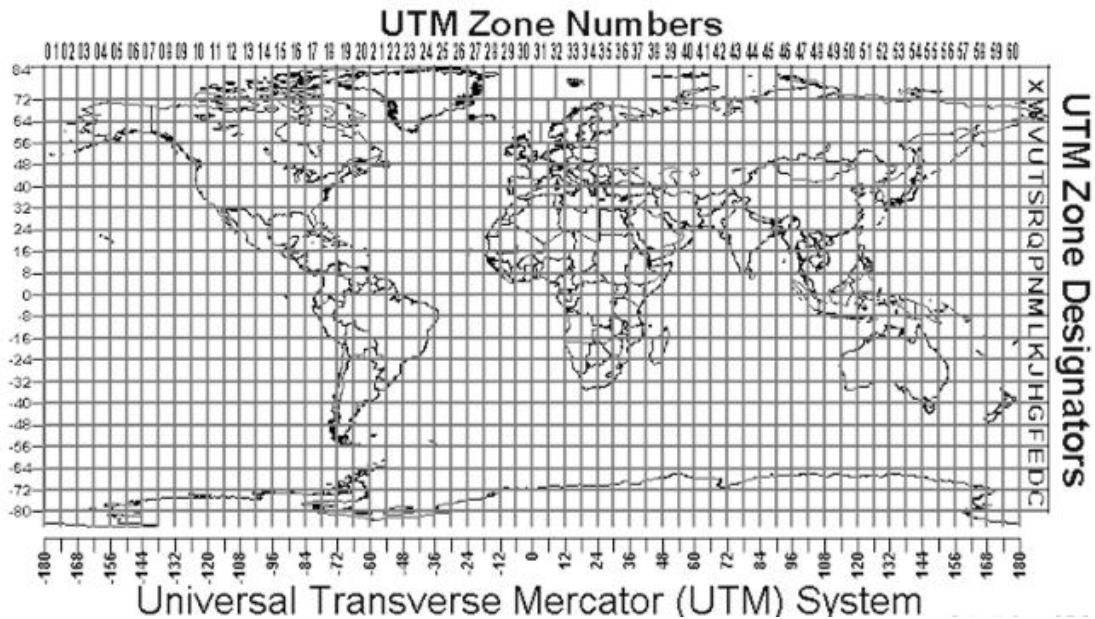 UTM Zone Numbers
01 02 03 04 05 06 07 08 09 10 11 12 13 14 15 16 17 18 19 20 21 22 23 24 25 26 27 28 29 30 31 32 33 34 35 36 37 38 39 40 41 42 43 44 45 46 47 48 49 50 51 52 53 54 55 56 57 58 59 60
84
72
64
56
48
40
32
24
16
8
0
-8
-16
-24
-32
-40
-48
-56
-64
-72
-80
X
W
V
U
T
S
R
Q
P
N
M
L
K
J
H
G
F
E
D
C
UTM Zone Designators
-180 -168 -156 -144 -132 -120 -108 -96 -84 -72 -60 -48 -36 -24 -12 0 12 24 36 48 60 72 84 96 108 120 132 144 156 168 180
Universal Transverse Mercator (UTM) System